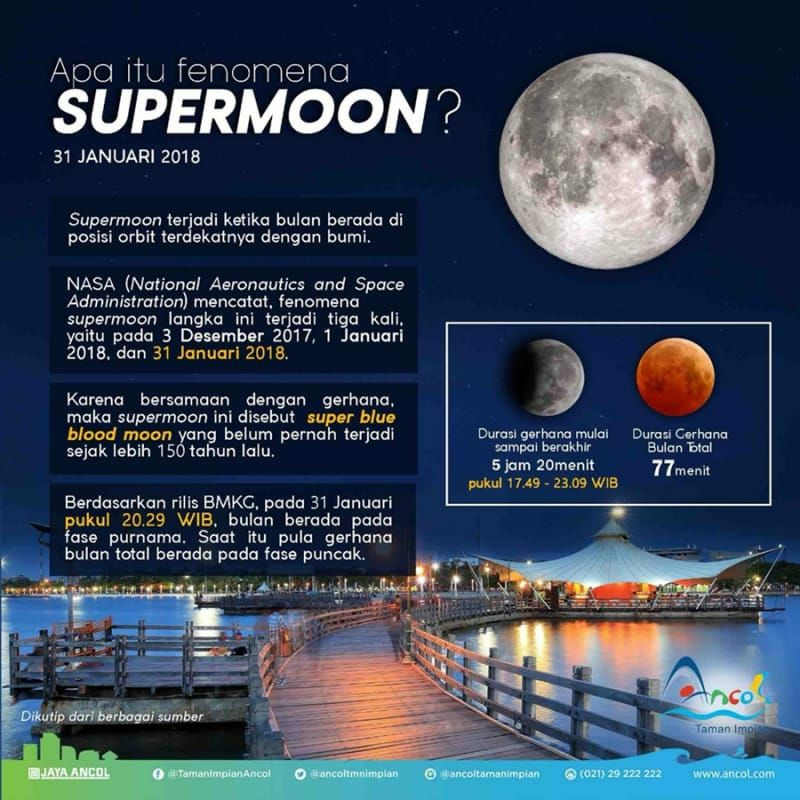 Apa itu fenomena
SUPERMOON?
31 JANUARI 2018
Supermoon terjadi ketika bulan berada di
posisi orbit terdekatnya dengan bumi.
NASA (National Aeronautics and Space
Administration) mencatat, fenomena
supermoon langka ini terjadi tiga kali,
yaitu pada 3 Desember 2017, 1 Januari
2018, dan 31 Januari 2018.
Karena bersamaan dengan gerhana,
maka supermoon ini disebut super blue
blood moon yang belum pernah terjadi
sejak lebih 150 tahun lalu.
Berdasarkan rilis BMKG, pada 31 Januari
pukul 20.29 WIB, bulan berada pada
fase purnama. Saat itu pula gerhana
bulan total berada pada fase puncak.
Durasi gerhana mulai
sampai berakhir
5 jam 20menit
pukul 17.49 - 23.09 WIB
Durasi Gerhana
Bulan Total
77menit
Dikutip dari berbagai sumber
Ancol
Taman Impian
JAYA ANCOL
@TamanImpianAncol
@ancoltmnimpian
@ancoltamanimpian
(021) 29 222 222
www.ancol.com